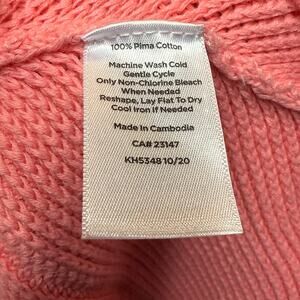 100% Pima Cotton
Machine Wash Cold
Gentle Cycle
Only Non-Chlorine Bleach
When Needed
Reshape, Lay Flat To Dry
Cool Iron If Needed
Made In Cambodia
CA# 23147
KH5348 10/20